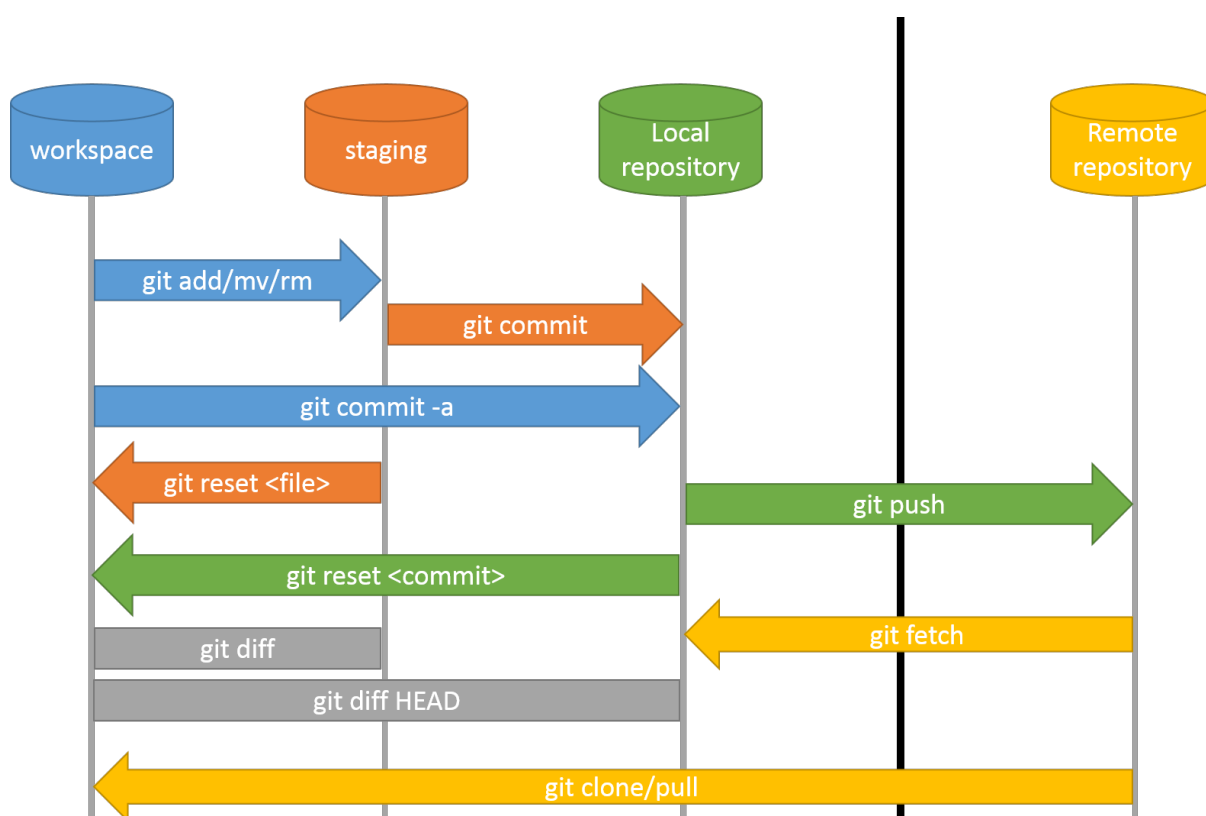 workspace
staging
Local
repository
Remote
repository
git add/mv/rm
git commit
git commit -a
git reset <file>
git push
git reset <commit>
git fetch
git diff
git diff HEAD
git clone/pull